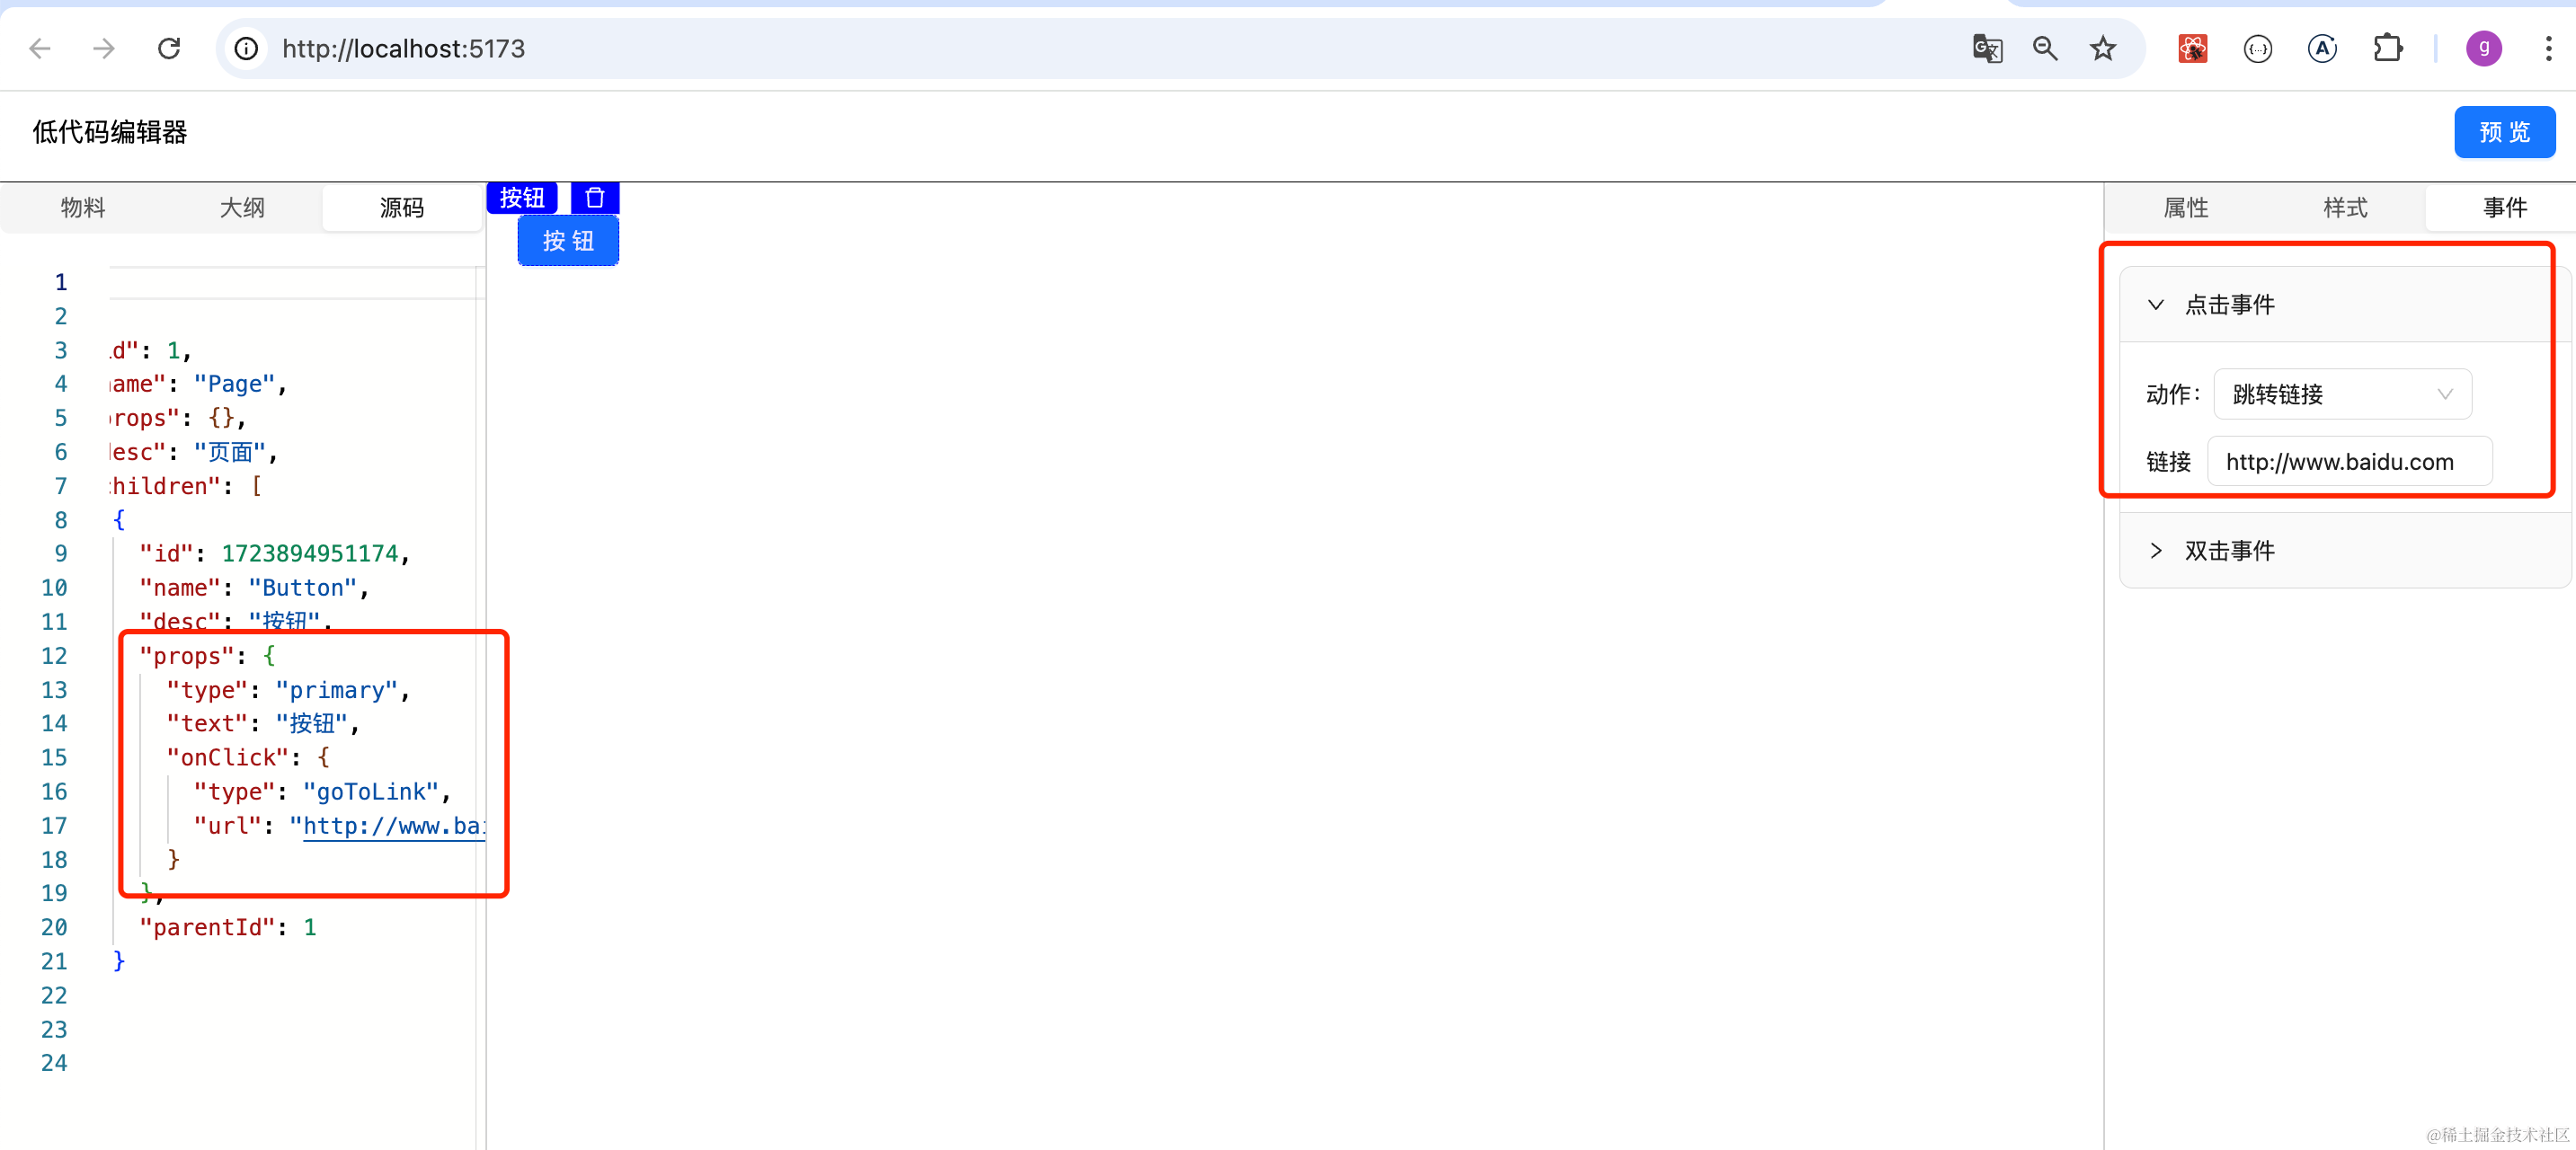 http://localhost:5173
g
低代码编辑器
预 览
物料
大纲
源码
按钮
按 钮
属性
样式
事件
1
2
3 d": 1,
4 ame": "Page",
5 rops": {},
6 esc": "页面",
7 hildren": [
8 {
9 "id": 1723894951174,
10 "name": "Button",
11 "desc": "按钮",
12 "props": {
13 "type": "primary",
14 "text": "按钮",
15 "onClick": {
16 "type": "goToLink",
17 "url": "http://www.bai
18 }
19 },
20 "parentId": 1
21 }
22
23
24
点击事件
动作:
跳转链接
链接
http://www.baidu.com
双击事件
@稀土掘金技术社区